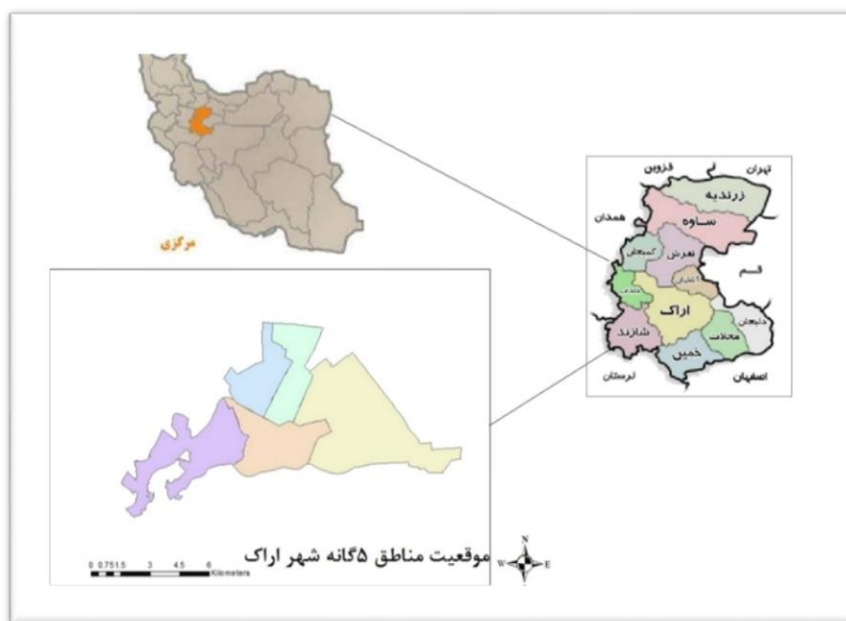 مرکزی
قزوین
تهران
زرندیه
ساوه
همدان
کمیجان
تفرش
قم
آشتیان
خنداب
اراک
شازند
محلات
دلیجان
خمین
لرستان
اصفهان
موقعیت مناطق ۵گانه شهر اراک
N
W
E
S
0 0.751.5 3 4.5 6
Kilometers